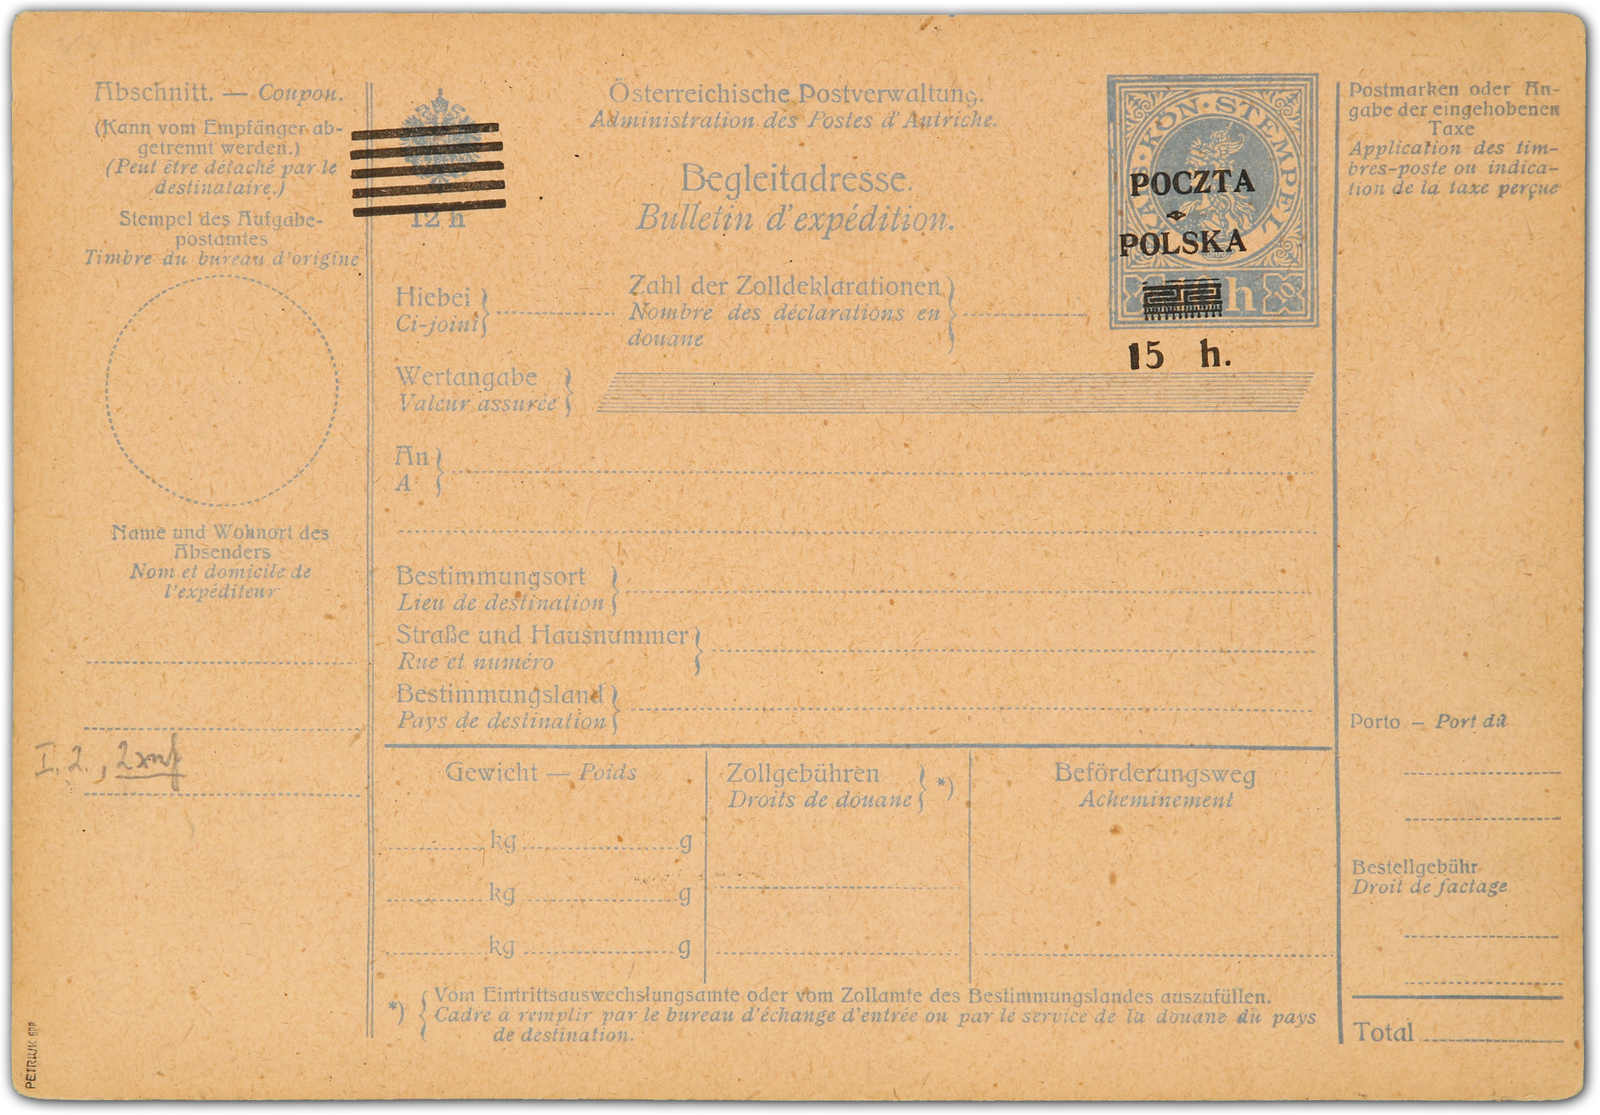 Abschnitt. — Coupon.
(Kann vom Empfänger ab-
getrennt werden.)
(Peut être détaché par le
destinataire.)
Stempel des Aufgabe-
postamtes
Timbre du bureau d'origine
Name und Wohnort des
Absenders
Nom et domicile de
l'expéditeur
I. 2.,
PETRIUK
12 h
Österreichische Postverwaltung.
Administration des Postes d'Autriche.
Begleitadresse.
Bulletin d'expédition.
KAIS·KÖN·STEMPEL
POCZTA
POLSKA
h
15 h.
Hiebei
Ci-joint
Zahl der Zolldeklarationen
Nombre des déclarations en
douane
Wertangabe
Valeur assurée
An
A
Bestimmungsort
Lieu de destination
Straße und Hausnummer
Rue et numéro
Bestimmungsland
Pays de destination
Gewicht — Poids
kg g
kg g
kg g
Zollgebühren
Droits de douane
*)
Beförderungsweg
Acheminement
*) Vom Eintrittsauswechslungsamte oder vom Zollamte des Bestimmungslandes auszufüllen.
Cadre à remplir par le bureau d'échange d'entrée ou par le service de la douane du pays
de destination.
Postmarken oder An-
gabe der eingehobenen
Taxe
Application des tim-
bres-poste ou indica-
tion de la taxe perçue
Porto — Port dû
Bestellgebühr
Droit de factage
Total